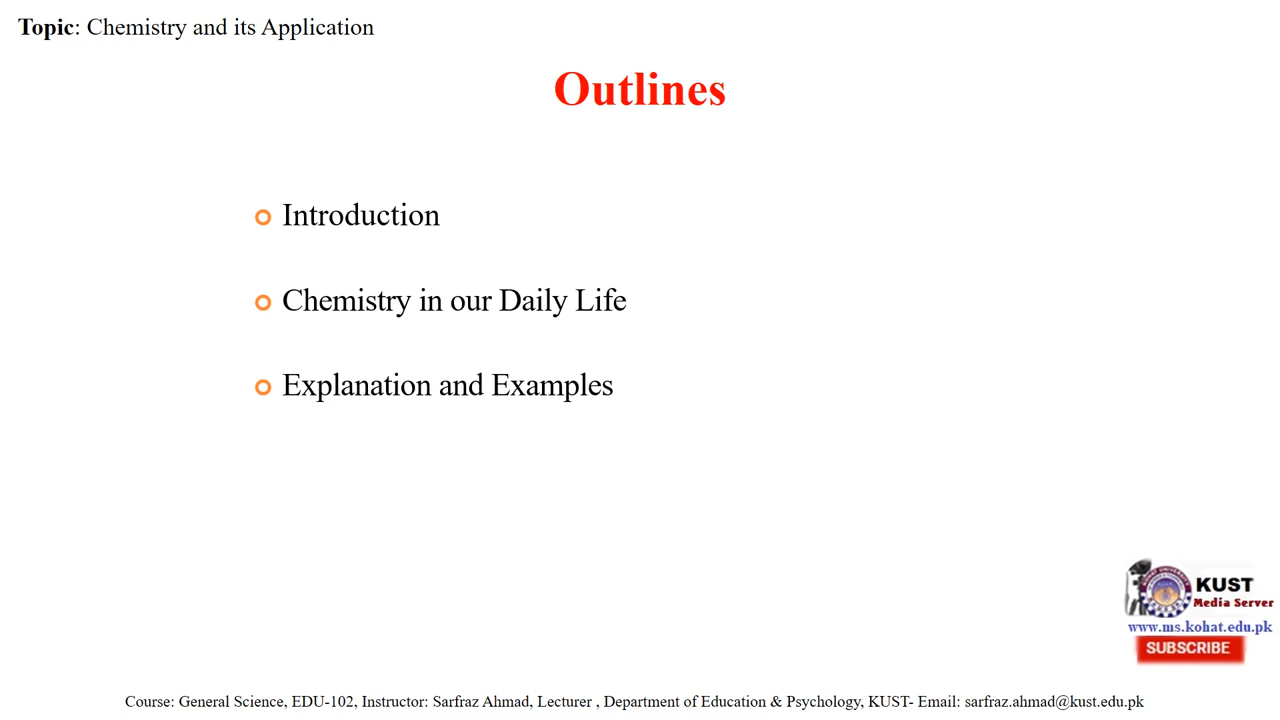 Topic: Chemistry and its Application
Outlines
Introduction
Chemistry in our Daily Life
Explanation and Examples
KUST
Media Server
www.ms.kohat.edu.pk
SUBSCRIBE
Course: General Science, EDU-102, Instructor: Sarfraz Ahmad, Lecturer , Department of Education & Psychology, KUST- Email: sarfraz.ahmad@kust.edu.pk